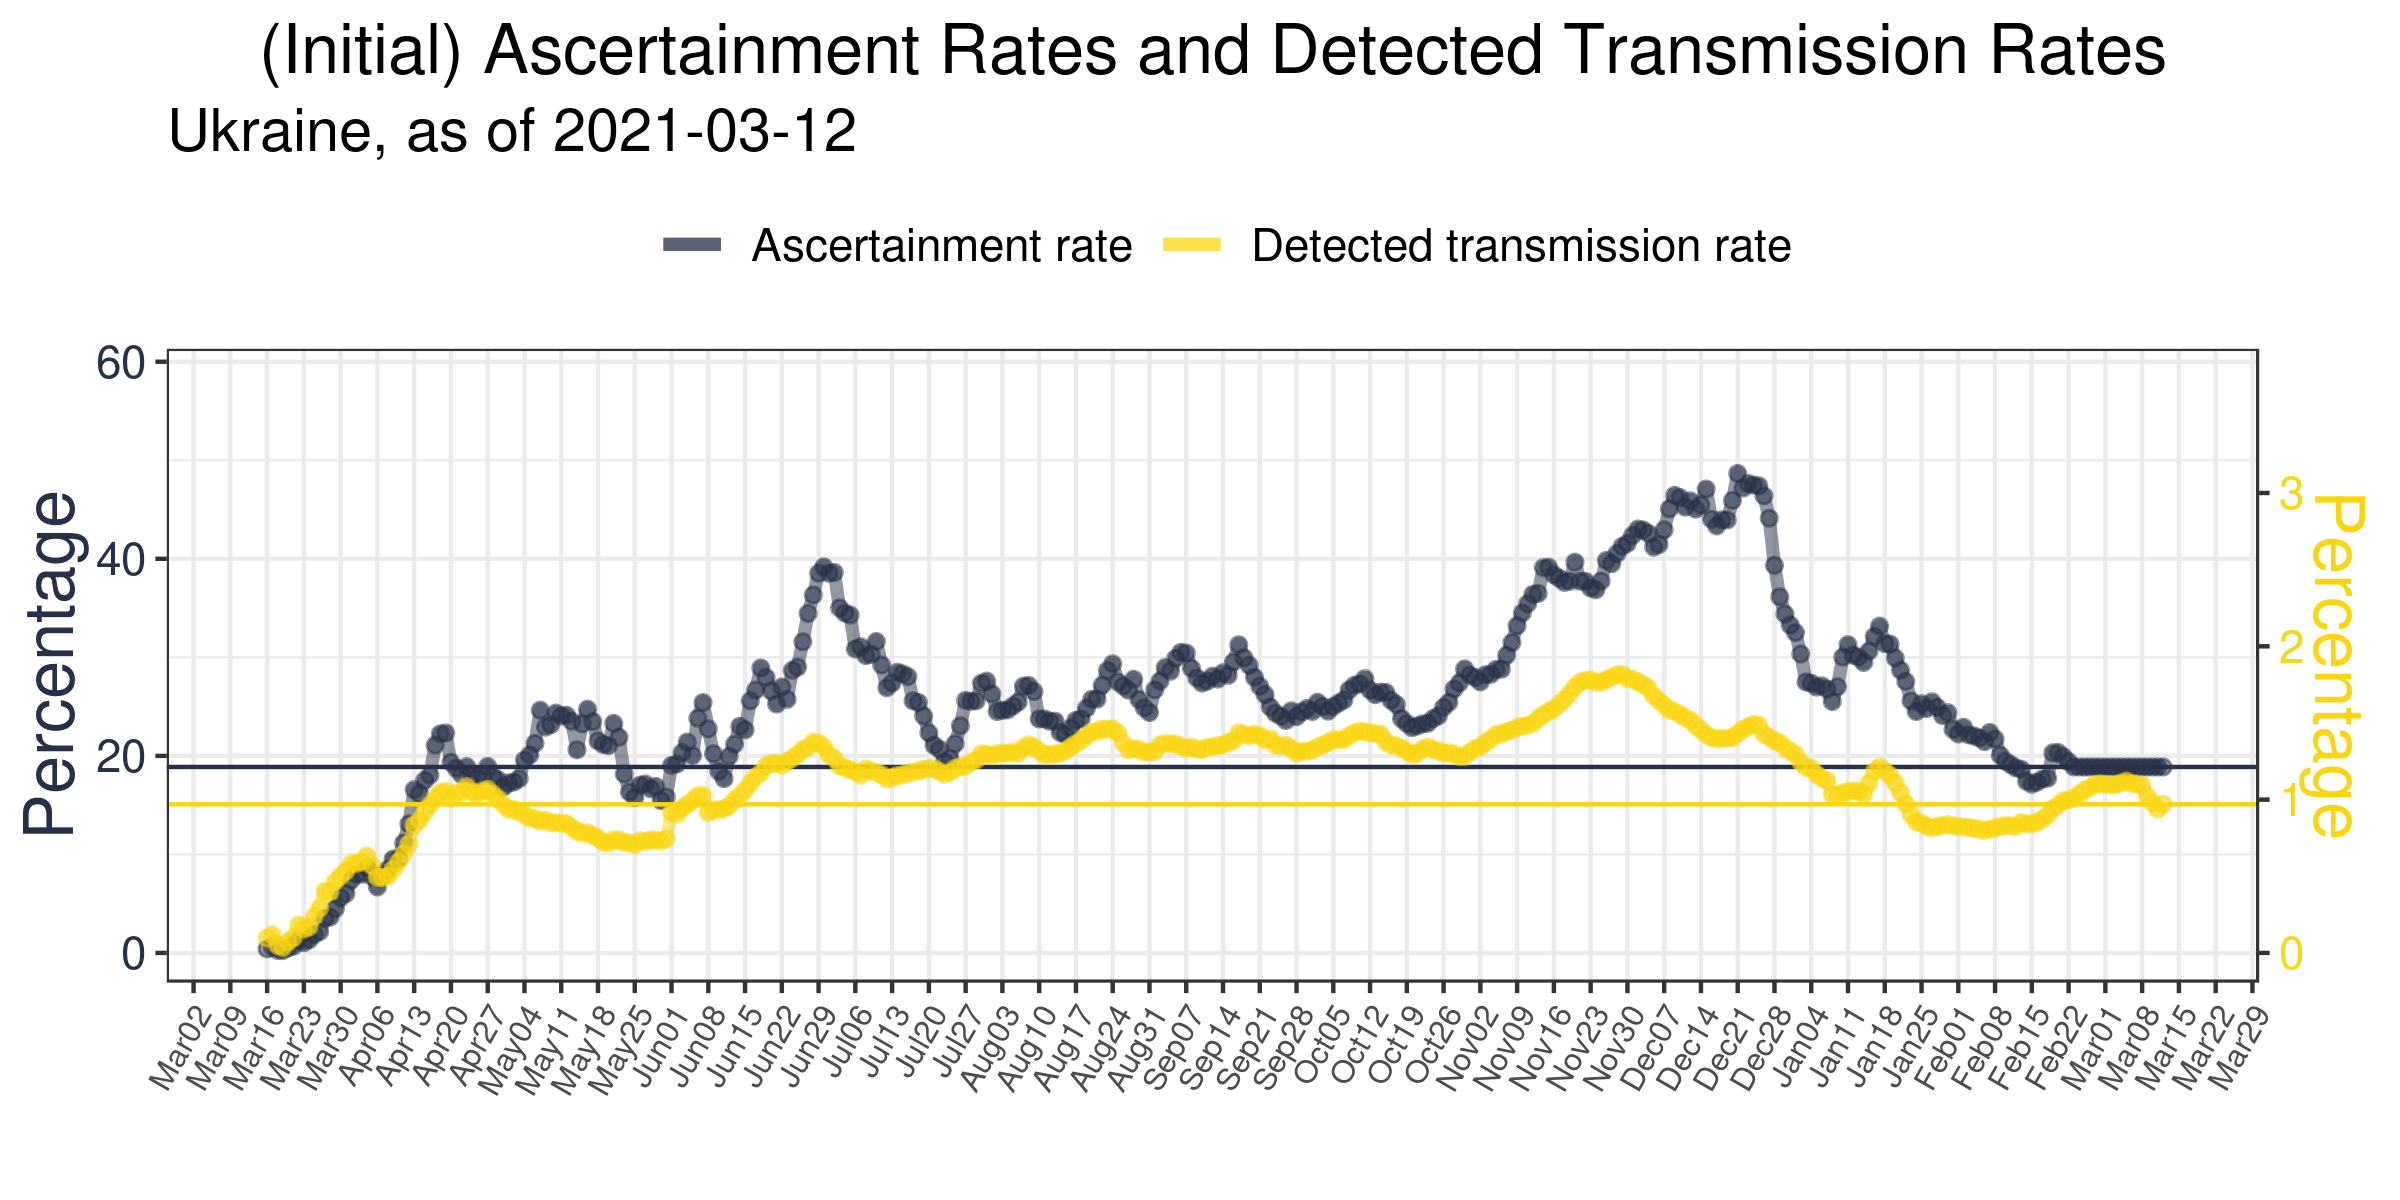 (Initial) Ascertainment Rates and Detected Transmission Rates
Ukraine, as of 2021-03-12
Ascertainment rate Detected transmission rate
Percentage
60
40
20
0
3
2
1
0
Percentage
Mar02 Mar09 Mar16 Mar23 Mar30 Apr06 Apr13 Apr20 Apr27 May04 May11 May18 May25 Jun01 Jun08 Jun15 Jun22 Jun29 Jul06 Jul13 Jul20 Jul27 Aug03 Aug10 Aug17 Aug24 Aug31 Sep07 Sep14 Sep21 Sep28 Oct05 Oct12 Oct19 Oct26 Nov02 Nov09 Nov16 Nov23 Nov30 Dec07 Dec14 Dec21 Dec28 Jan04 Jan11 Jan18 Jan25 Feb01 Feb08 Feb15 Feb22 Mar01 Mar08 Mar15 Mar22 Mar29